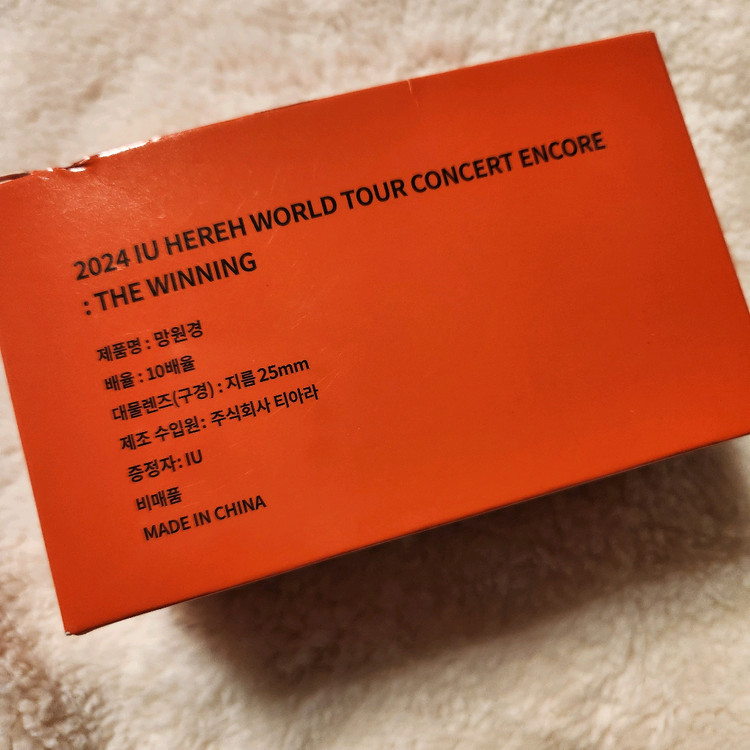 2024 IU HEREH WORLD TOUR CONCERT ENCORE
: THE WINNING
제품명 : 망원경
배율 : 10배율
대물렌즈(구경) : 지름 25mm
제조 수입원: 주식회사 티아라
증정자: IU
비매품
MADE IN CHINA